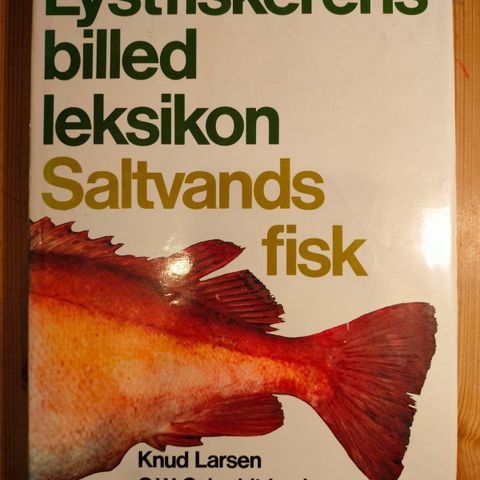 Lystfiskerens
billed
leksikon
Saltvands
fisk
Knud Larsen